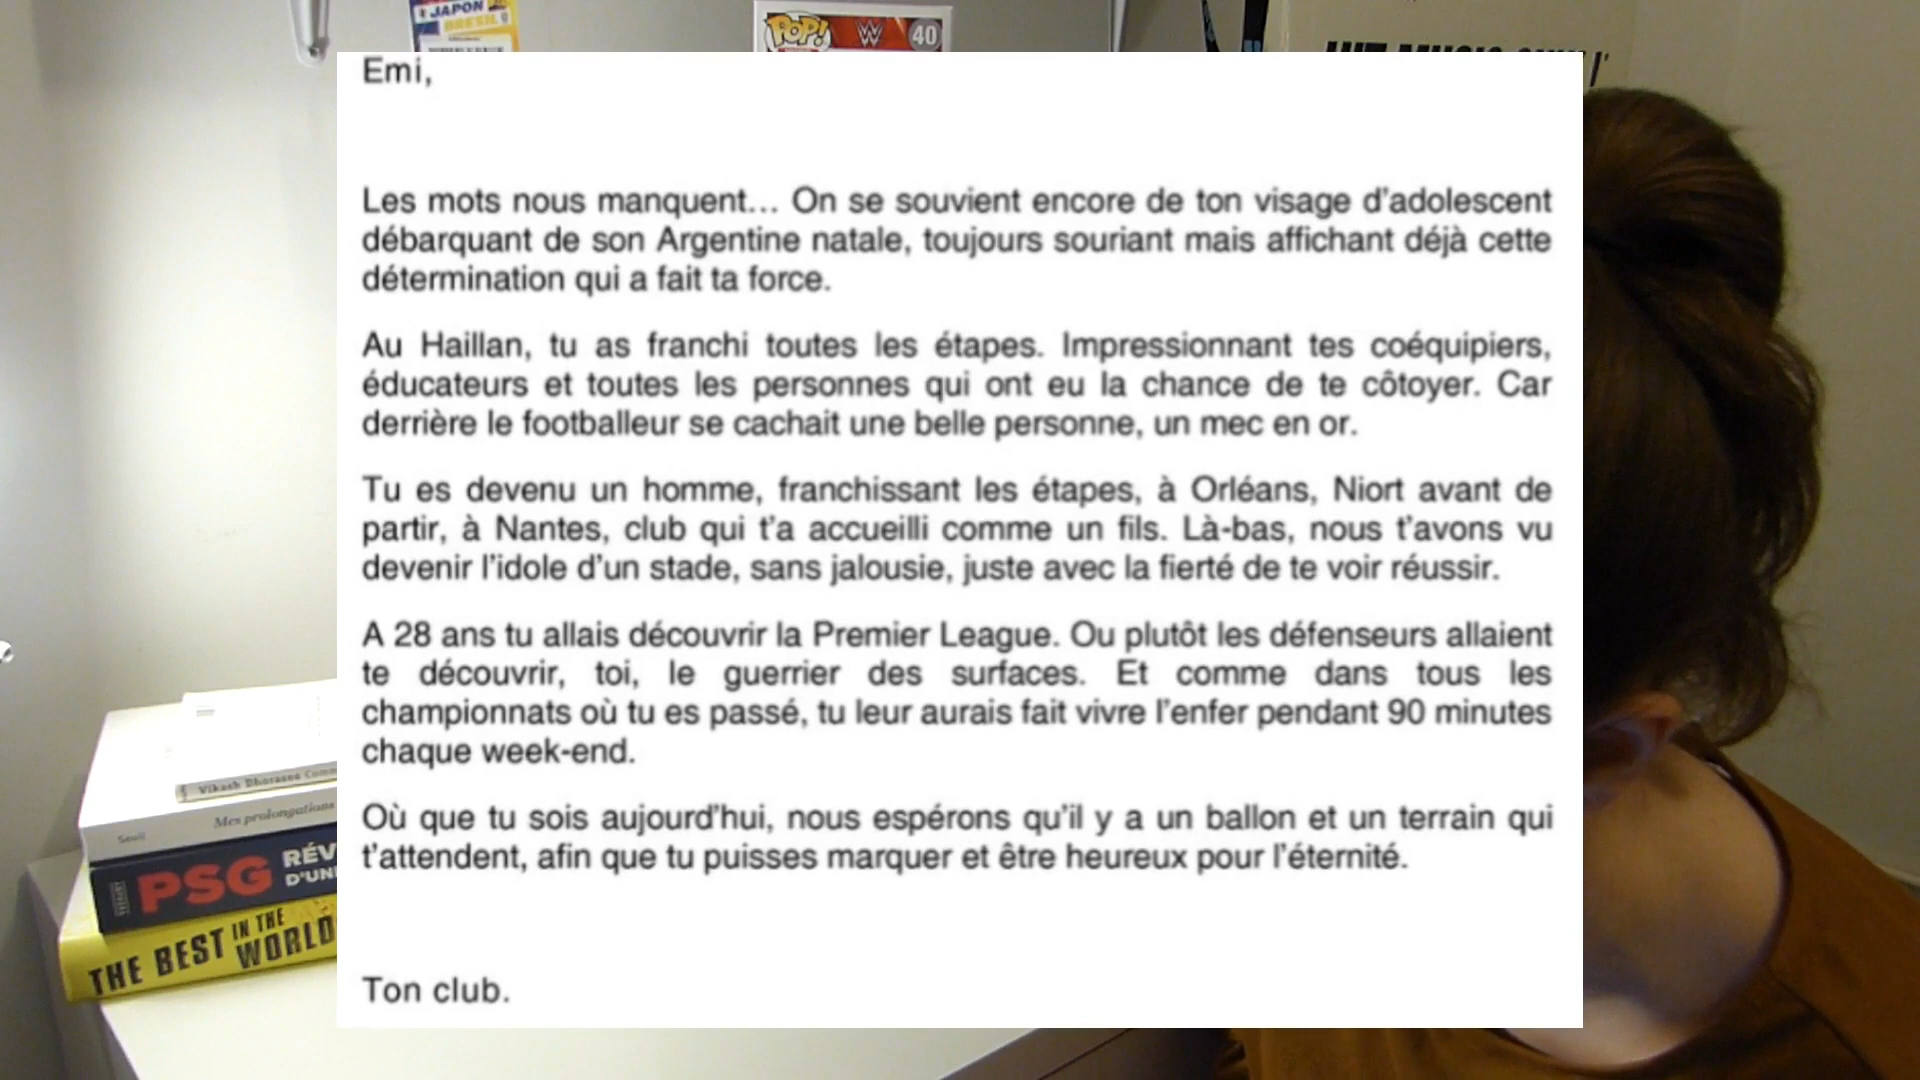 JAPON
BRESIL
POP!
W
40
Emi,
Les mots nous manquent… On se souvient encore de ton visage d'adolescent
débarquant de son Argentine natale, toujours souriant mais affichant déjà cette
détermination qui a fait ta force.
Au Haillan, tu as franchi toutes les étapes. Impressionnant tes coéquipiers,
éducateurs et toutes les personnes qui ont eu la chance de te côtoyer. Car
derrière le footballeur se cachait une belle personne, un mec en or.
Tu es devenu un homme, franchissant les étapes, à Orléans, Niort avant de
partir, à Nantes, club qui t'a accueilli comme un fils. Là-bas, nous t'avons vu
devenir l'idole d'un stade, sans jalousie, juste avec la fierté de te voir réussir.
A 28 ans tu allais découvrir la Premier League. Ou plutôt les défenseurs allaient
te découvrir, toi, le guerrier des surfaces. Et comme dans tous les
championnats où tu es passé, tu leur aurais fait vivre l'enfer pendant 90 minutes
chaque week-end.
Où que tu sois aujourd'hui, nous espérons qu'il y a un ballon et un terrain qui
t'attendent, afin que tu puisses marquer et être heureux pour l'éternité.
Ton club.
Vikash Dhorasoo Comm
Seuil Mes prolongations
PSG RÉV
D'UN
THE BEST IN THE WORLD